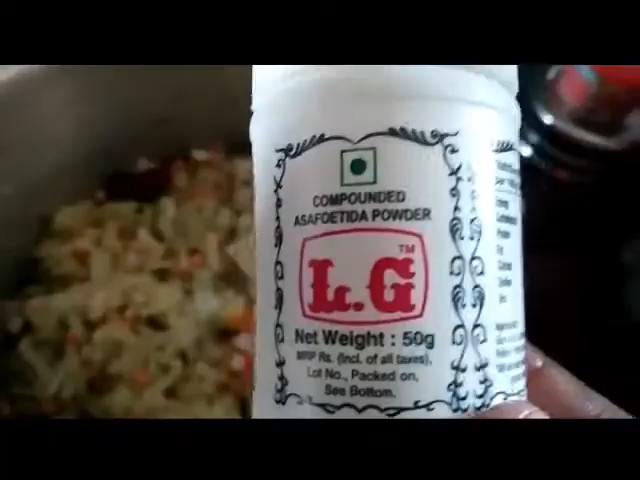 COMPOUNDED
ASAFOETIDA POWDER
L.G TM
Net Weight : 50g
MRP Rs. (Incl. of all taxes),
Lot No., Packed on,
See Bottom.